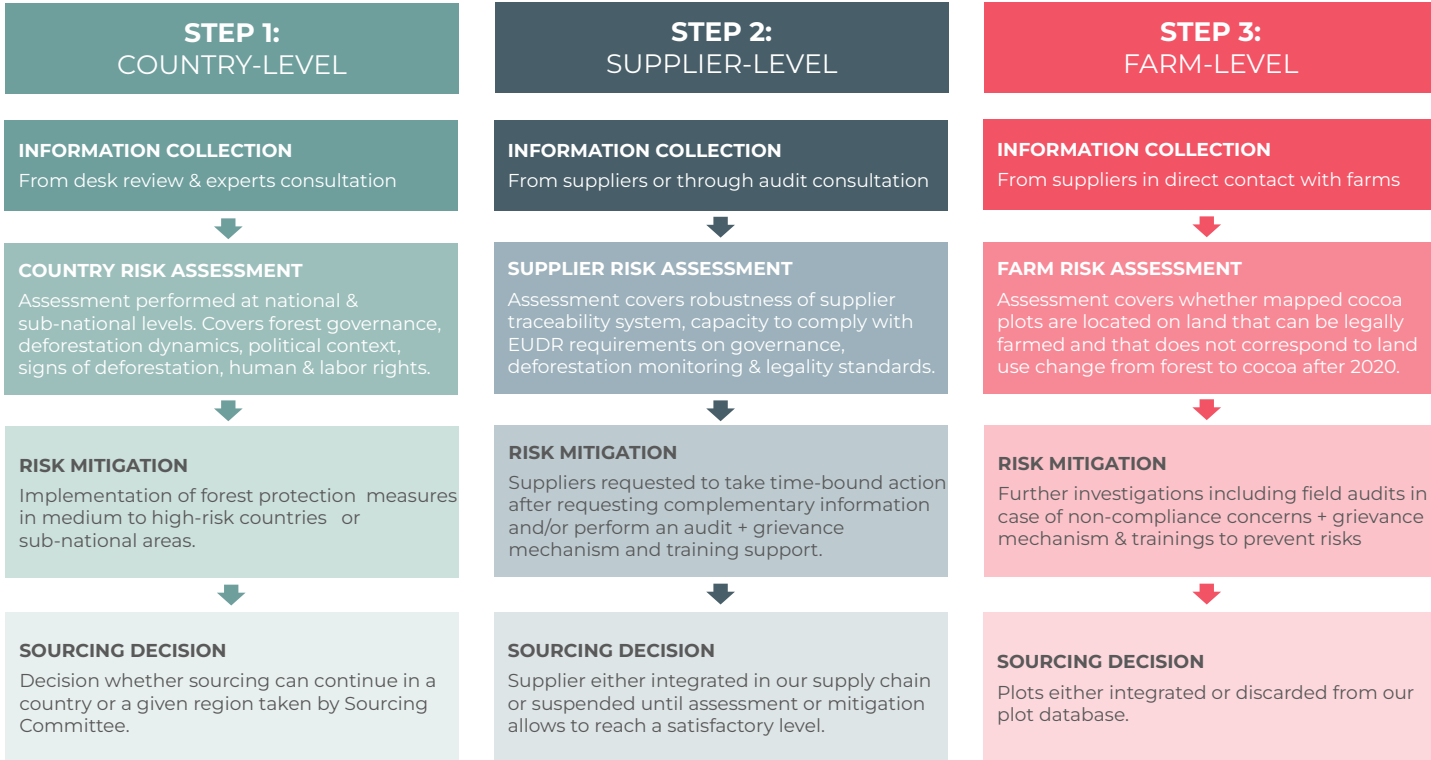 STEP 1:
COUNTRY-LEVEL
INFORMATION COLLECTION
From desk review & experts consultation
COUNTRY RISK ASSESSMENT
Assessment performed at national &
sub-national levels. Covers forest governance,
deforestation dynamics, political context,
signs of deforestation, human & labor rights.
RISK MITIGATION
Implementation of forest protection measures
in medium to high-risk countries or
sub-national areas.
SOURCING DECISION
Decision whether sourcing can continue in a
country or a given region taken by Sourcing
Committee.
STEP 2:
SUPPLIER-LEVEL
INFORMATION COLLECTION
From suppliers or through audit consultation
SUPPLIER RISK ASSESSMENT
Assessment covers robustness of supplier
traceability system, capacity to comply with
EUDR requirements on governance,
deforestation monitoring & legality standards.
RISK MITIGATION
Suppliers requested to take time-bound action
after requesting complementary information
and/or perform an audit + grievance
mechanism and training support.
SOURCING DECISION
Supplier either integrated in our supply chain
or suspended until assessment or mitigation
allows to reach a satisfactory level.
STEP 3:
FARM-LEVEL
INFORMATION COLLECTION
From suppliers in direct contact with farms
FARM RISK ASSESSMENT
Assessment covers whether mapped cocoa
plots are located on land that can be legally
farmed and that does not correspond to land
use change from forest to cocoa after 2020.
RISK MITIGATION
Further investigations including field audits in
case of non-compliance concerns + grievance
mechanism & trainings to prevent risks
SOURCING DECISION
Plots either integrated or discarded from our
plot database.